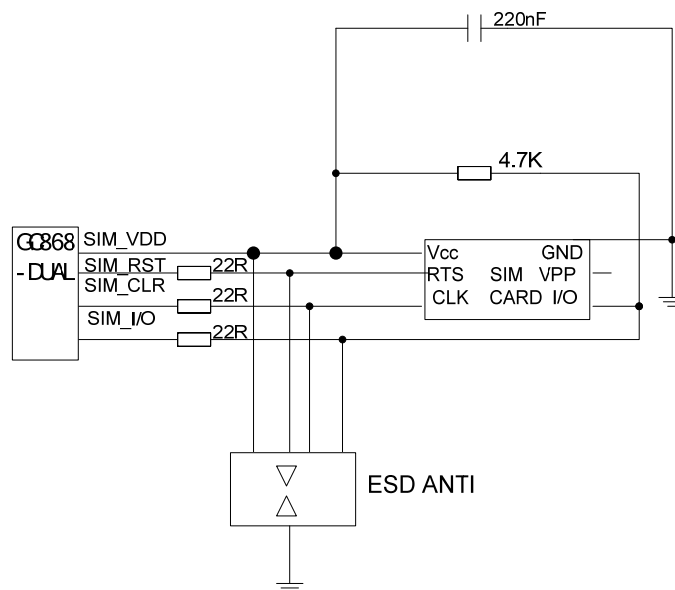 220nF
4.7K
GC868
-DUAL
SIM_VDD
SIM_RST
22R
SIM_CLR
22R
SIM_I/O
22R
Vcc GND
RTS SIM VPP
CLK CARD I/O
ESD ANTI